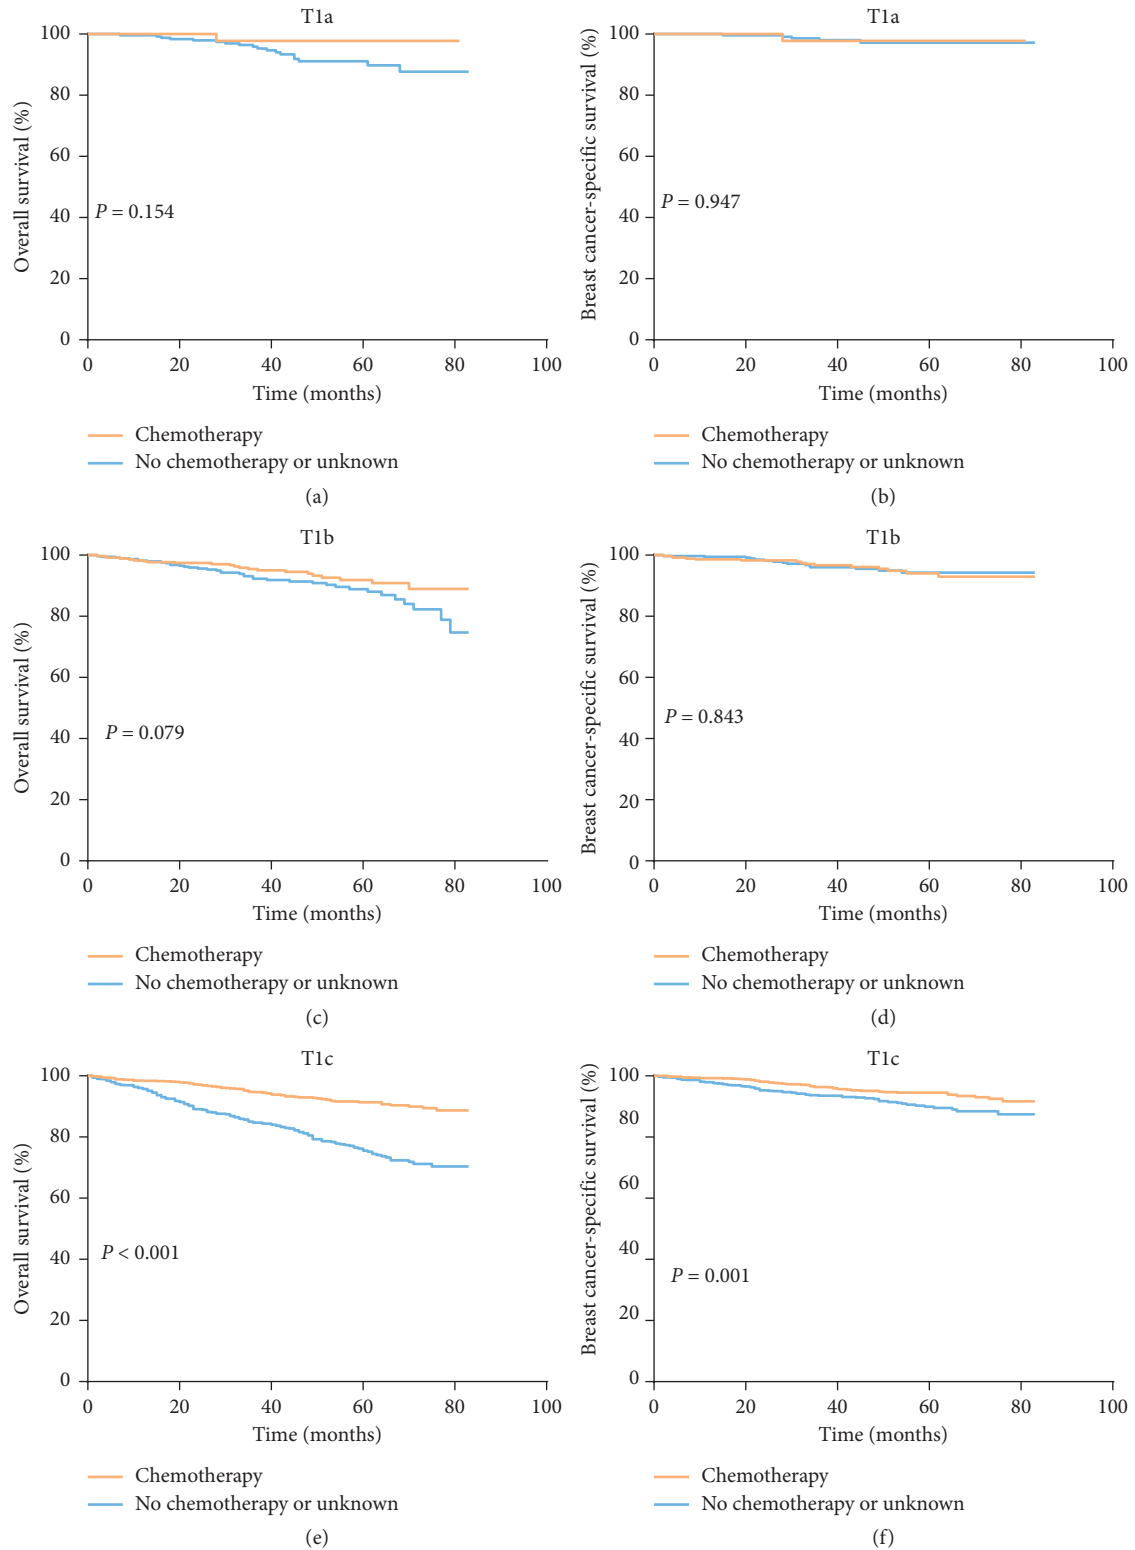 T1a
Overall survival (%)
100
80
60
40
20
0
P = 0.154
0 20 40 60 80 100
Time (months)
Chemotherapy
No chemotherapy or unknown
(a)
T1a
Breast cancer-specific survival (%)
100
80
60
40
20
0
P = 0.947
0 20 40 60 80 100
Time (months)
Chemotherapy
No chemotherapy or unknown
(b)
T1b
Overall survival (%)
100
80
60
40
20
0
P = 0.079
0 20 40 60 80 100
Time (months)
Chemotherapy
No chemotherapy or unknown
(c)
T1b
Breast cancer-specific survival (%)
100
80
60
40
20
0
P = 0.843
0 20 40 60 80 100
Time (months)
Chemotherapy
No chemotherapy or unknown
(d)
T1c
Overall survival (%)
100
80
60
40
20
0
P < 0.001
0 20 40 60 80 100
Time (months)
Chemotherapy
No chemotherapy or unknown
(e)
T1c
Breast cancer-specific survival (%)
100
80
60
40
20
0
P = 0.001
0 20 40 60 80 100
Time (months)
Chemotherapy
No chemotherapy or unknown
(f)